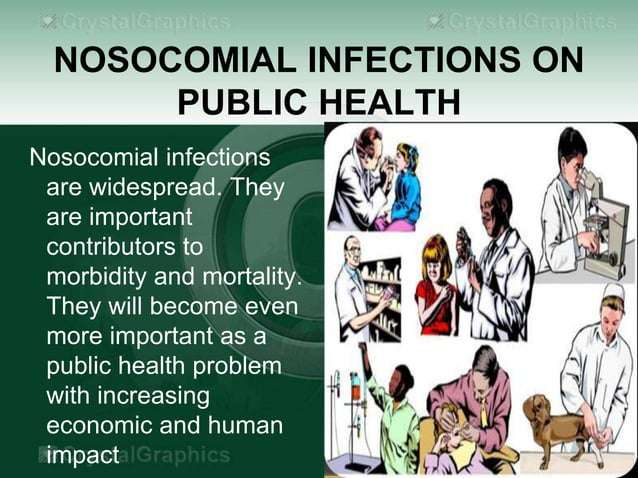 CrystalGraphics CrystalGraphics
NOSOCOMIAL INFECTIONS ON
PUBLIC HEALTH
Nosocomial infections
are widespread. They
are important
contributors to
morbidity and mortality.
They will become even
more important as a
public health problem
with increasing
economic and human
impact
CrystalGraphics